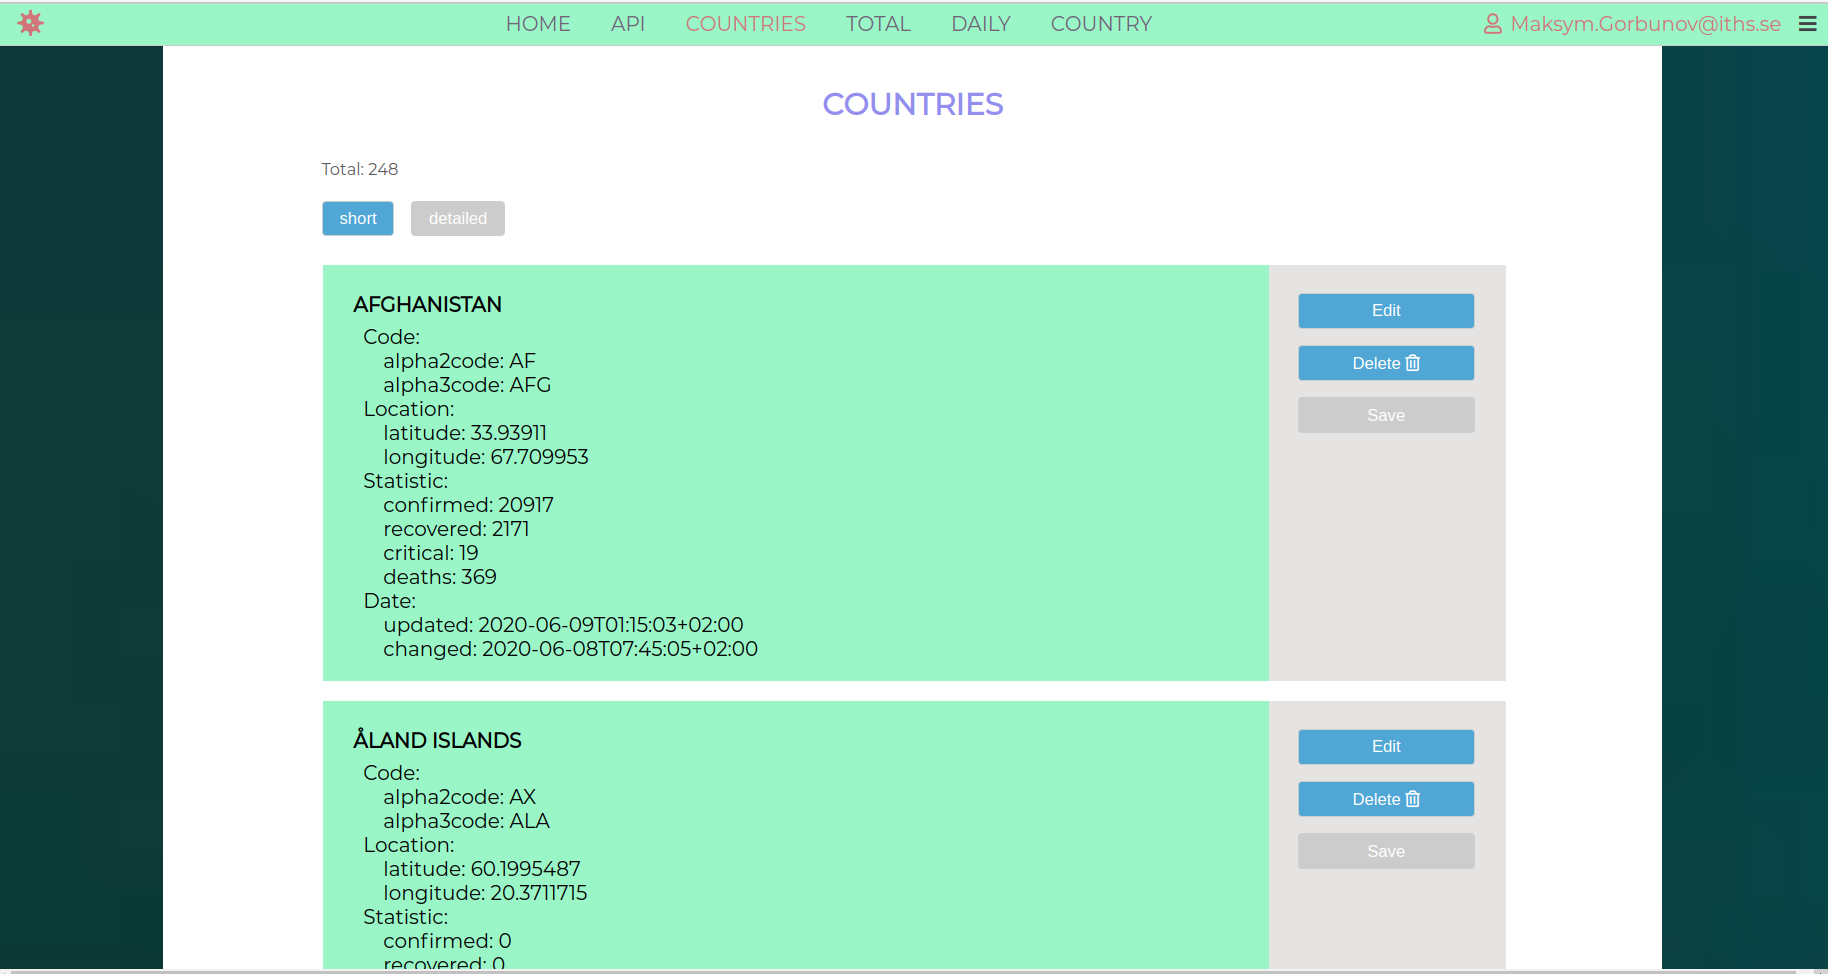 HOME API COUNTRIES TOTAL DAILY COUNTRY Maksym.Gorbunov@iths.se
COUNTRIES
Total: 248
short detailed
AFGHANISTAN
Code:
alpha2code: AF
alpha3code: AFG
Location:
latitude: 33.93911
longitude: 67.709953
Statistic:
confirmed: 20917
recovered: 2171
critical: 19
deaths: 369
Date:
updated: 2020-06-09T01:15:03+02:00
changed: 2020-06-08T07:45:05+02:00
Edit
Delete
Save
ÅLAND ISLANDS
Code:
alpha2code: AX
alpha3code: ALA
Location:
latitude: 60.1995487
longitude: 20.3711715
Statistic:
confirmed: 0
recovered: 0
Edit
Delete
Save